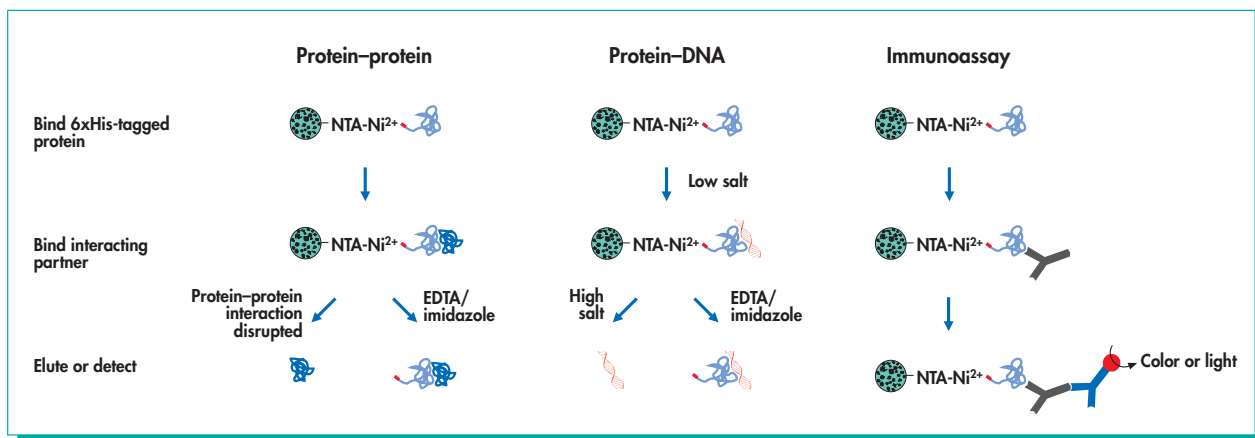 Protein–protein
Protein–DNA
Immunoassay
Bind 6xHis-tagged
protein
NTA-Ni²⁺
NTA-Ni²⁺
NTA-Ni²⁺
Low salt
Bind interacting
partner
NTA-Ni²⁺
NTA-Ni²⁺
NTA-Ni²⁺
Protein–protein
interaction
disrupted
EDTA/
imidazole
High
salt
EDTA/
imidazole
Elute or detect
NTA-Ni²⁺
Color or light